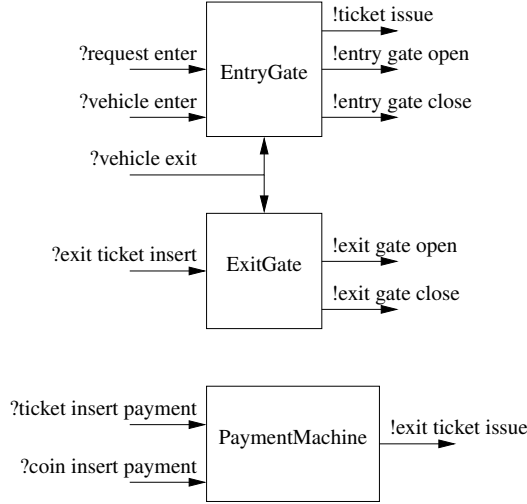 !ticket issue
?request enter
EntryGate
!entry gate open
?vehicle enter
!entry gate close
?vehicle exit
?exit ticket insert
ExitGate
!exit gate open
!exit gate close
?ticket insert payment
PaymentMachine
!exit ticket issue
?coin insert payment